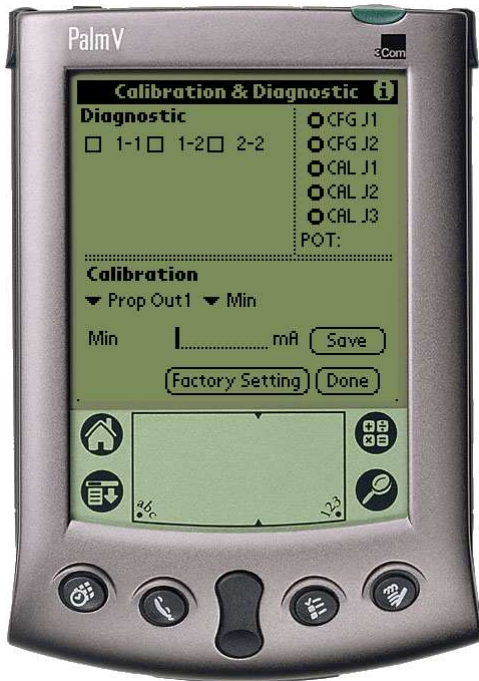 Palm V
3Com
Calibration & Diagnostic i
Diagnostic
1-1 1-2 2-2
CFG J1
CFG J2
CAL J1
CAL J2
CAL J3
POT:
Calibration
Prop Out1 Min
Min mA Save
Factory Setting Done
abc 123